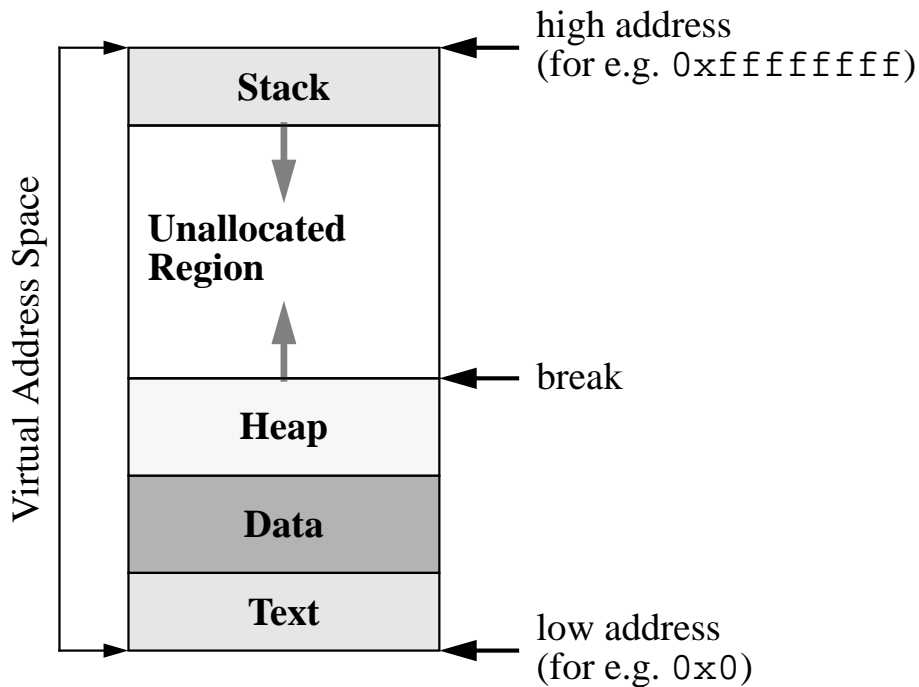 high address
(for e.g. 0xffffffff)
Stack
Unallocated
Region
Virtual Address Space
break
Heap
Data
Text
low address
(for e.g. 0x0)